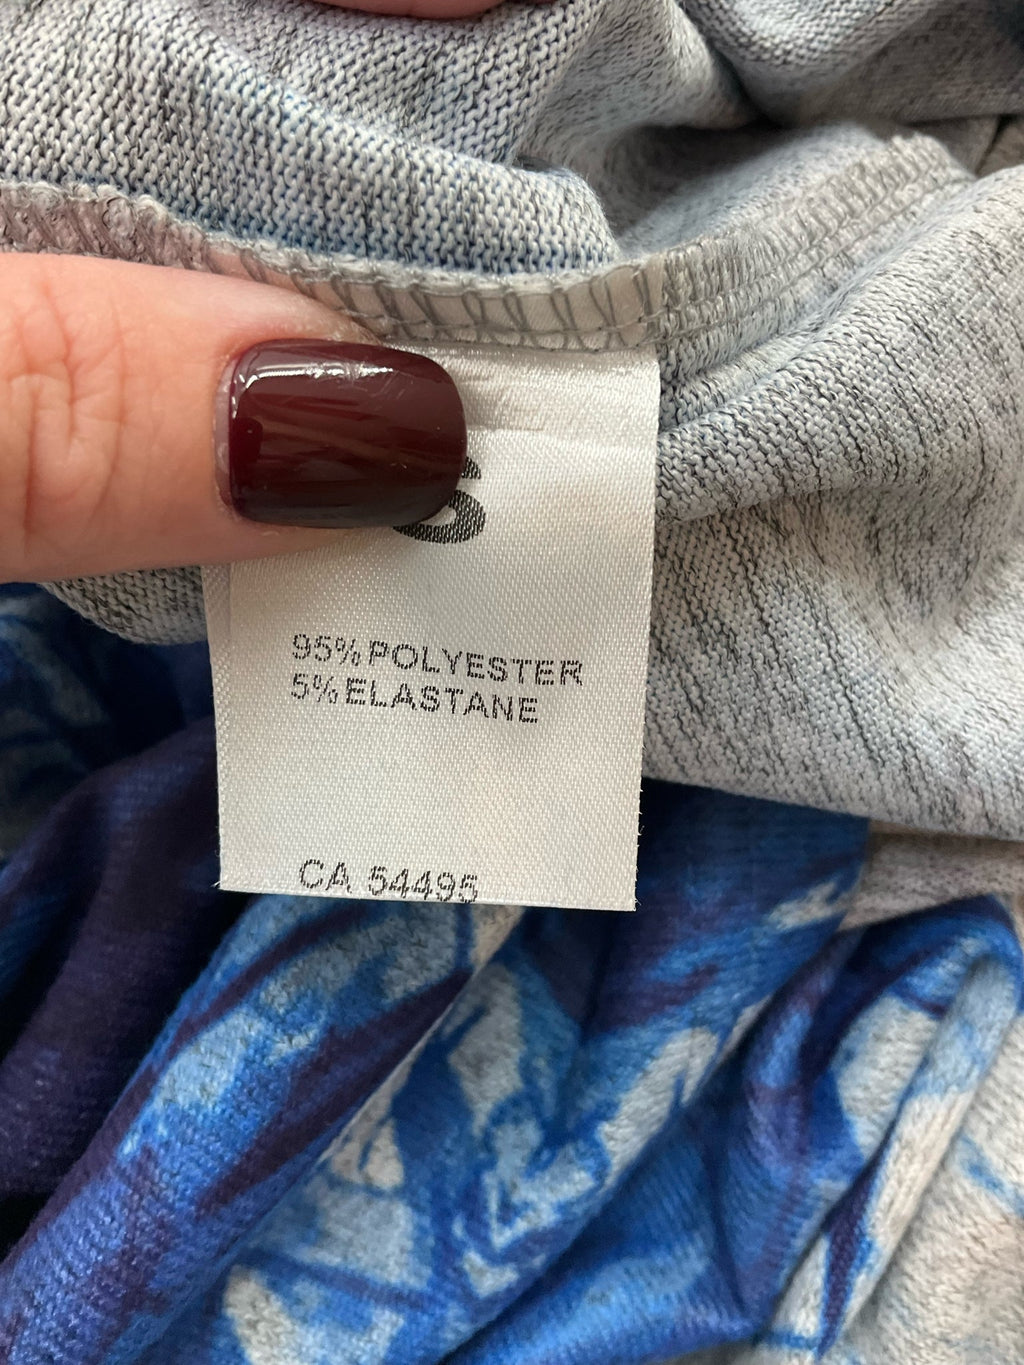 95% POLYESTER
5% ELASTANE
CA 54495